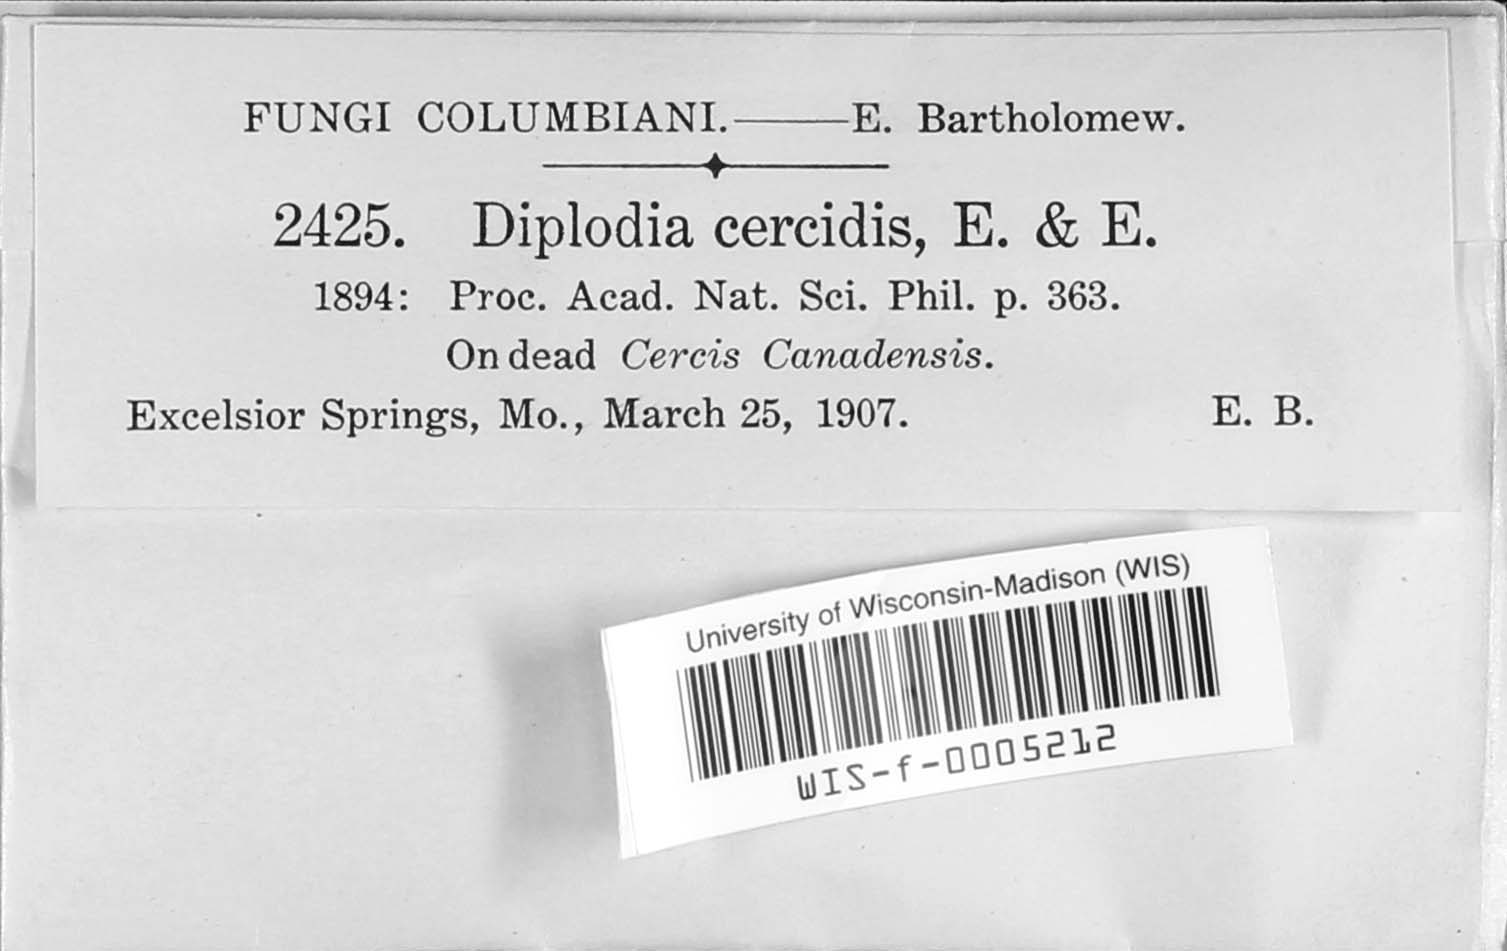 FUNGI COLUMBIANI.——E. Bartholomew.
2425. Diplodia cercidis, E. & E.
1894: Proc. Acad. Nat. Sci. Phil. p. 363.
On dead Cercis Canadensis.
Excelsior Springs, Mo., March 25, 1907. E. B.
University of Wisconsin-Madison (WIS)
WIS-f-0005212